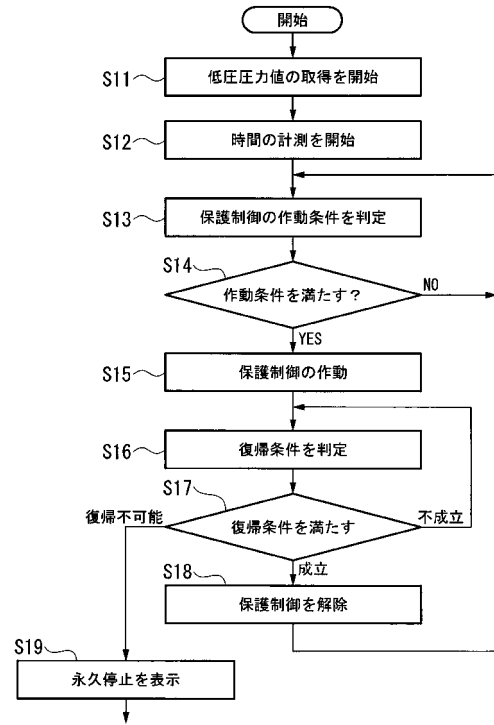 開始
S11
低圧圧力値の取得を開始
S12
時間の計測を開始
S13
保護制御の作動条件を判定
S14
作動条件を満たす?
NO
YES
S15
保護制御の作動
S16
復帰条件を判定
S17
復帰不可能
復帰条件を満たす
不成立
成立
S18
保護制御を解除
S19
永久停止を表示